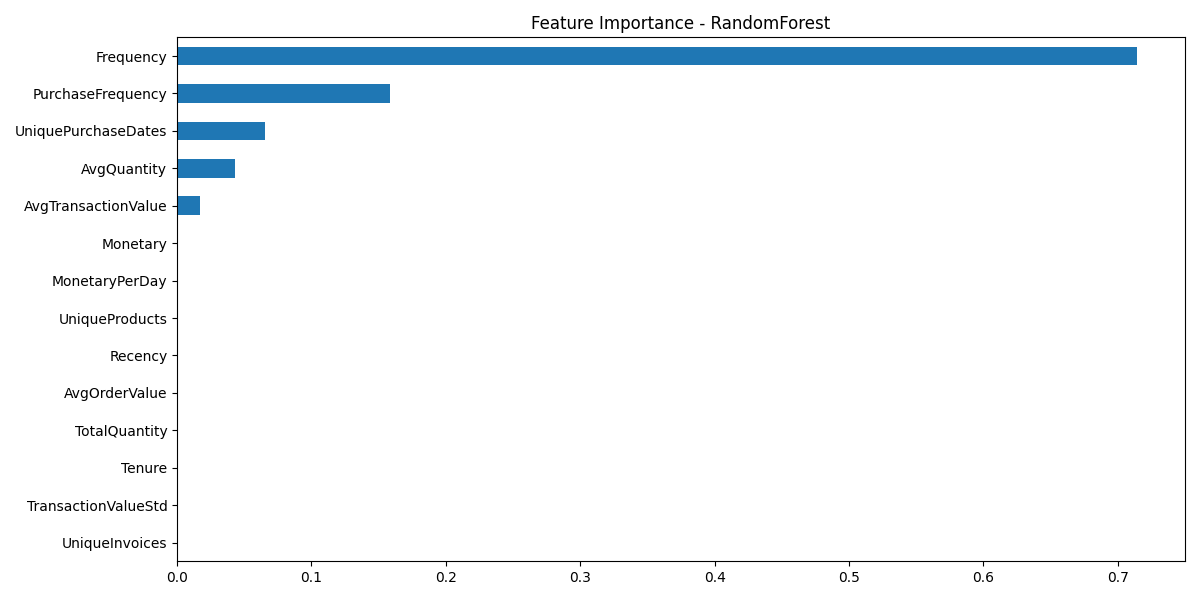 Feature Importance - RandomForest
Frequency
PurchaseFrequency
UniquePurchaseDates
AvgQuantity
AvgTransactionValue
Monetary
MonetaryPerDay
UniqueProducts
Recency
AvgOrderValue
TotalQuantity
Tenure
TransactionValueStd
UniqueInvoices
0.0 0.1 0.2 0.3 0.4 0.5 0.6 0.7